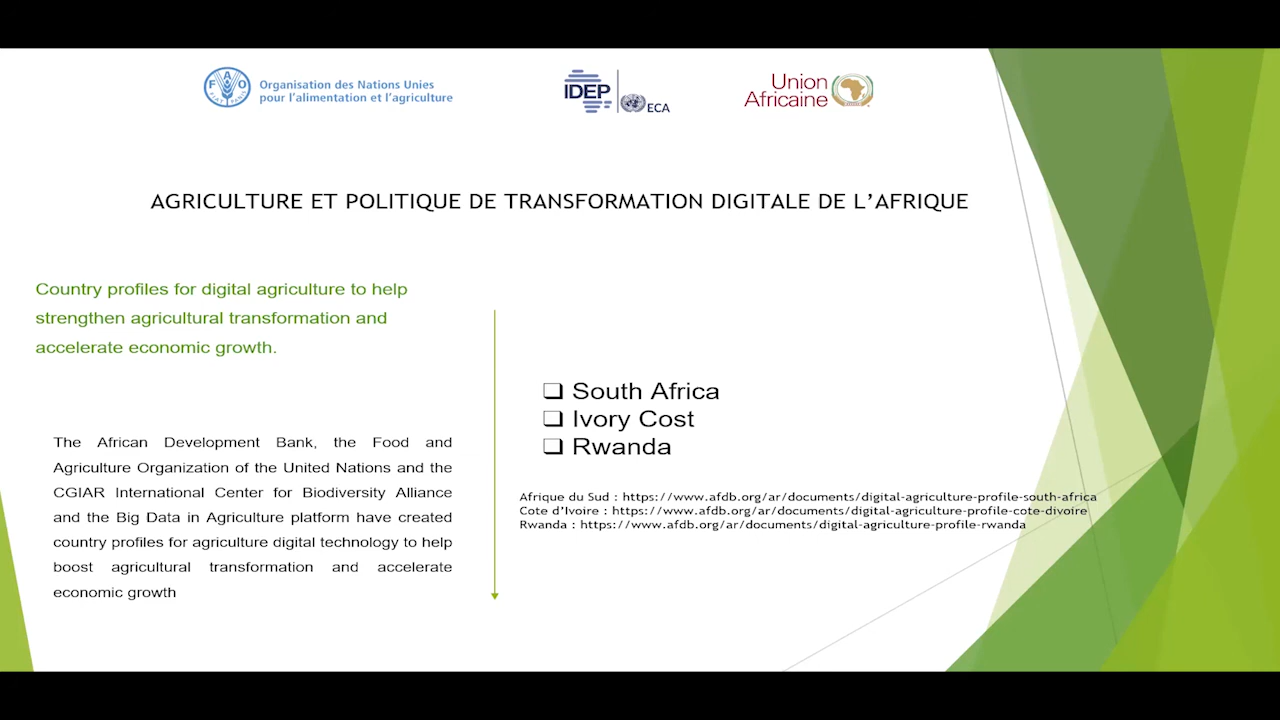 FAO
FIAT PANIS
Organisation des Nations Unies
pour l'alimentation et l'agriculture
IDEP
ECA
Union
Africaine
AGRICULTURE ET POLITIQUE DE TRANSFORMATION DIGITALE DE L'AFRIQUE
Country profiles for digital agriculture to help
strengthen agricultural transformation and
accelerate economic growth.
The African Development Bank, the Food and
Agriculture Organization of the United Nations and the
CGIAR International Center for Biodiversity Alliance
and the Big Data in Agriculture platform have created
country profiles for agriculture digital technology to help
boost agricultural transformation and accelerate
economic growth
❑ South Africa
❑ Ivory Cost
❑ Rwanda
Afrique du Sud : https://www.afdb.org/ar/documents/digital-agriculture-profile-south-africa
Cote d'Ivoire : https://www.afdb.org/ar/documents/digital-agriculture-profile-cote-divoire
Rwanda : https://www.afdb.org/ar/documents/digital-agriculture-profile-rwanda